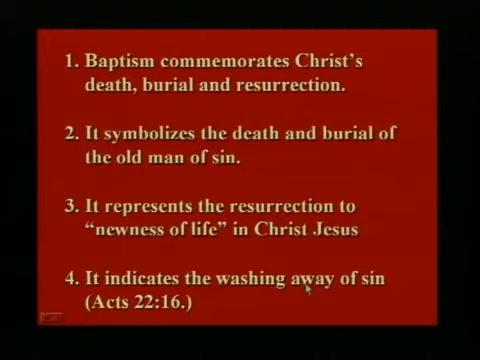 1. Baptism commemorates Christ's
death, burial and resurrection.
2. It symbolizes the death and burial of
the old man of sin.
3. It represents the resurrection to
“newness of life” in Christ Jesus
4. It indicates the washing away of sin
(Acts 22:16.)